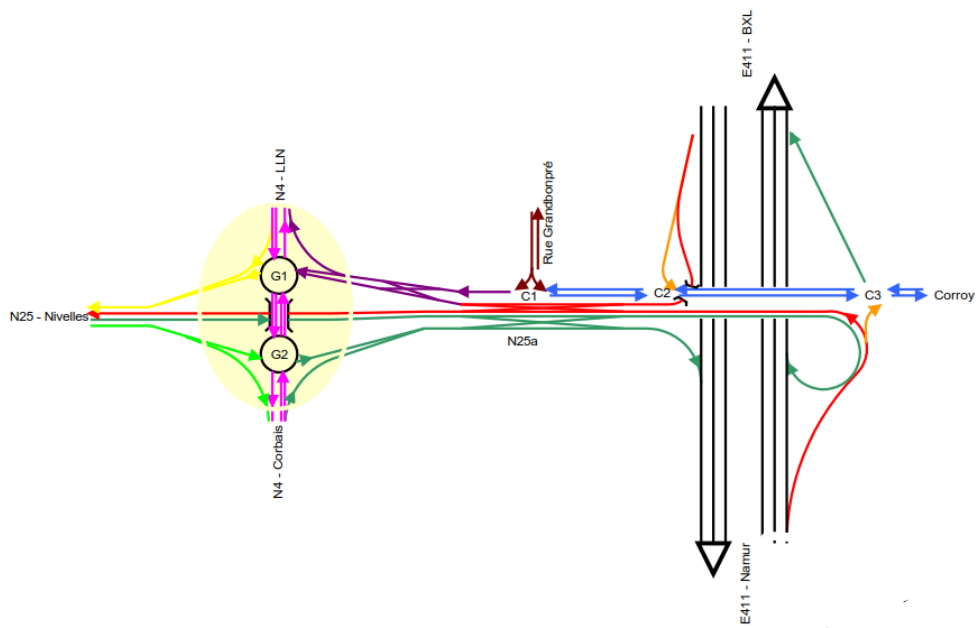 E411 - BXL
N4 - LLN
Rue Grandbonpré
G1
C1
C2
C3
Corroy
N25 - Nivelles
N25a
G2
N4 - Corbais
E411 - Namur